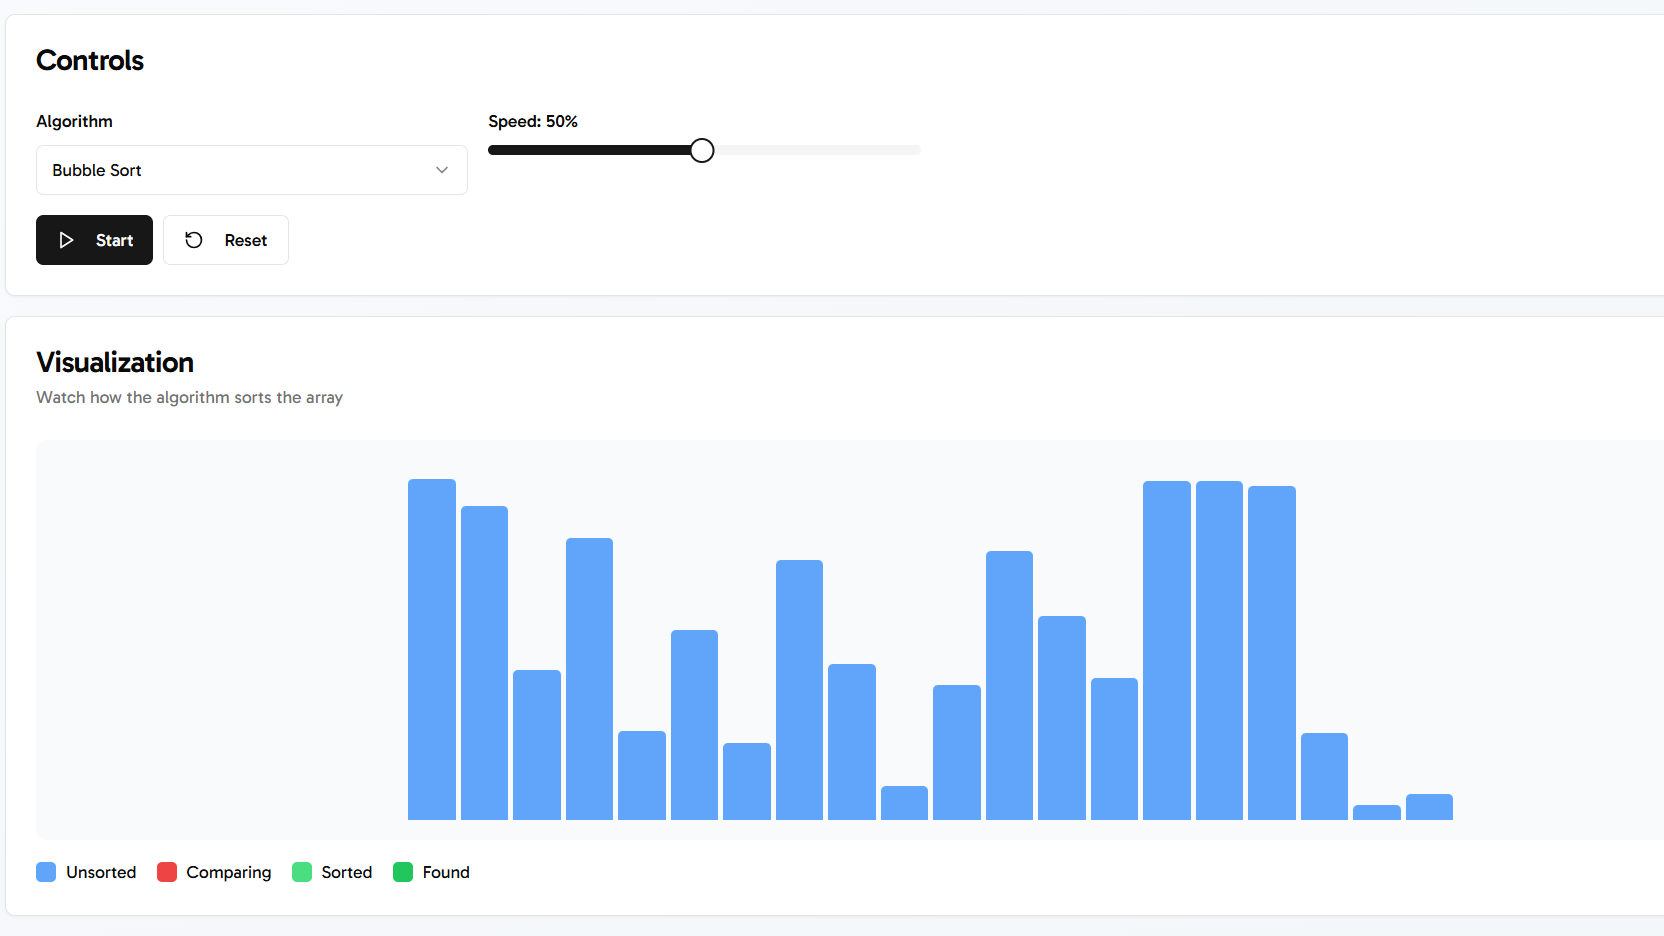 Controls
Algorithm
Speed: 50%
Bubble Sort
Start
Reset
Visualization
Watch how the algorithm sorts the array
Unsorted
Comparing
Sorted
Found